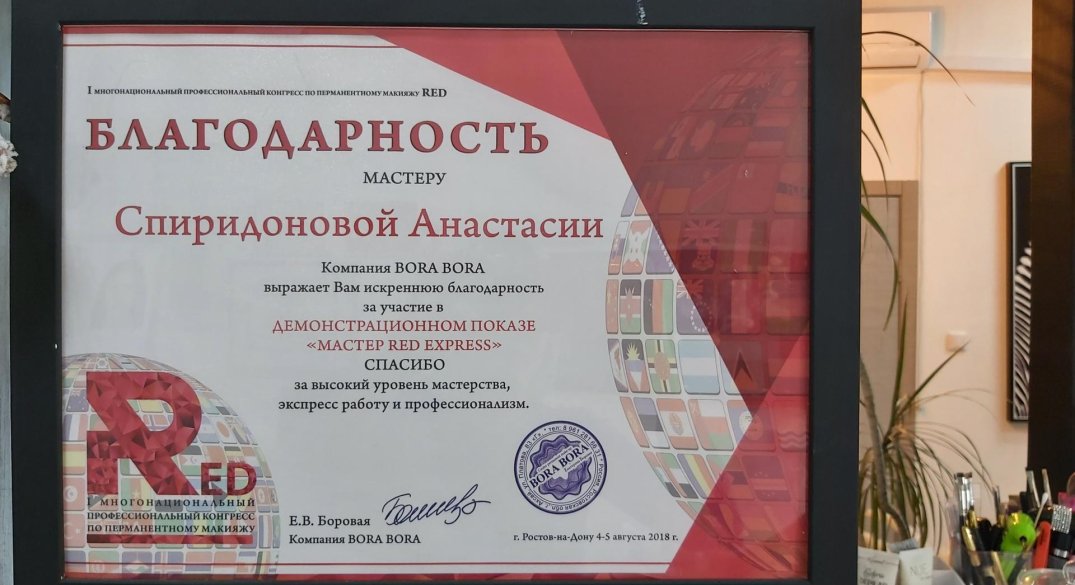 I МНОГОНАЦИОНАЛЬНЫЙ ПРОФЕССИОНАЛЬНЫЙ КОНГРЕСС ПО ПЕРМАНЕНТНОМУ МАКИЯЖУ RED
БЛАГОДАРНОСТЬ
МАСТЕРУ
Спиридоновой Анастасии
Компания BORA BORA
выражает Вам искреннюю благодарность
за участие в
ДЕМОНСТРАЦИОННОМ ПОКАЗЕ
«МАСТЕР RED EXPRESS»
СПАСИБО
за высокий уровень мастерства,
экспресс работу и профессионализм.
RED
I МНОГОНАЦИОНАЛЬНЫЙ
ПРОФЕССИОНАЛЬНЫЙ КОНГРЕСС
ПО ПЕРМАНЕНТНОМУ МАКИЯЖУ
BORA BORA
Е.В. Боровая
Компания BORA BORA
г. Ростов-на-Дону 4-5 августа 2018 г.